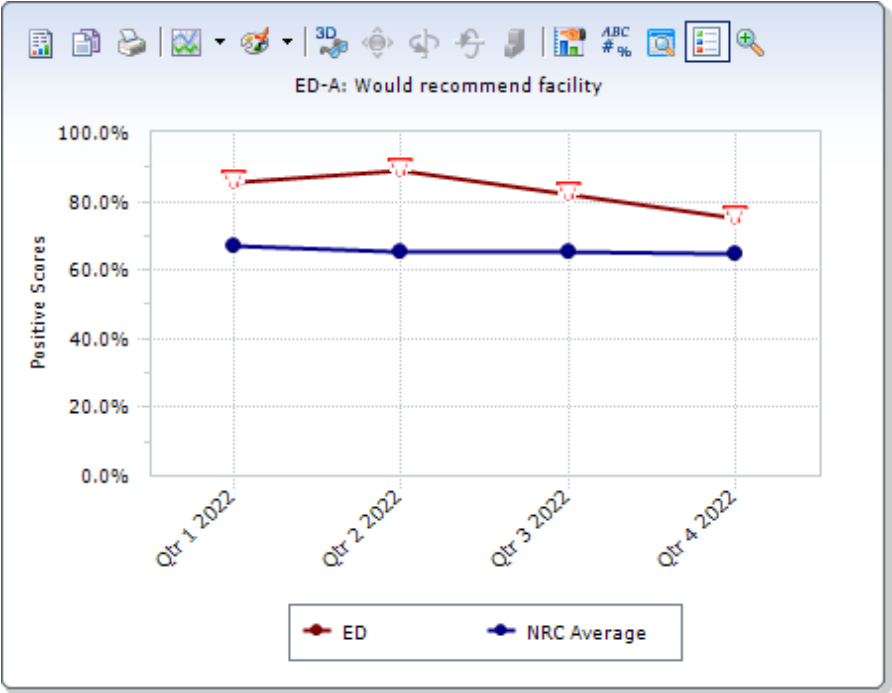 3D
ABC
#%
ED-A: Would recommend facility
100.0%
80.0%
60.0%
40.0%
20.0%
0.0%
Positive Scores
Qtr 1 2022
Qtr 2 2022
Qtr 3 2022
Qtr 4 2022
ED
NRC Average